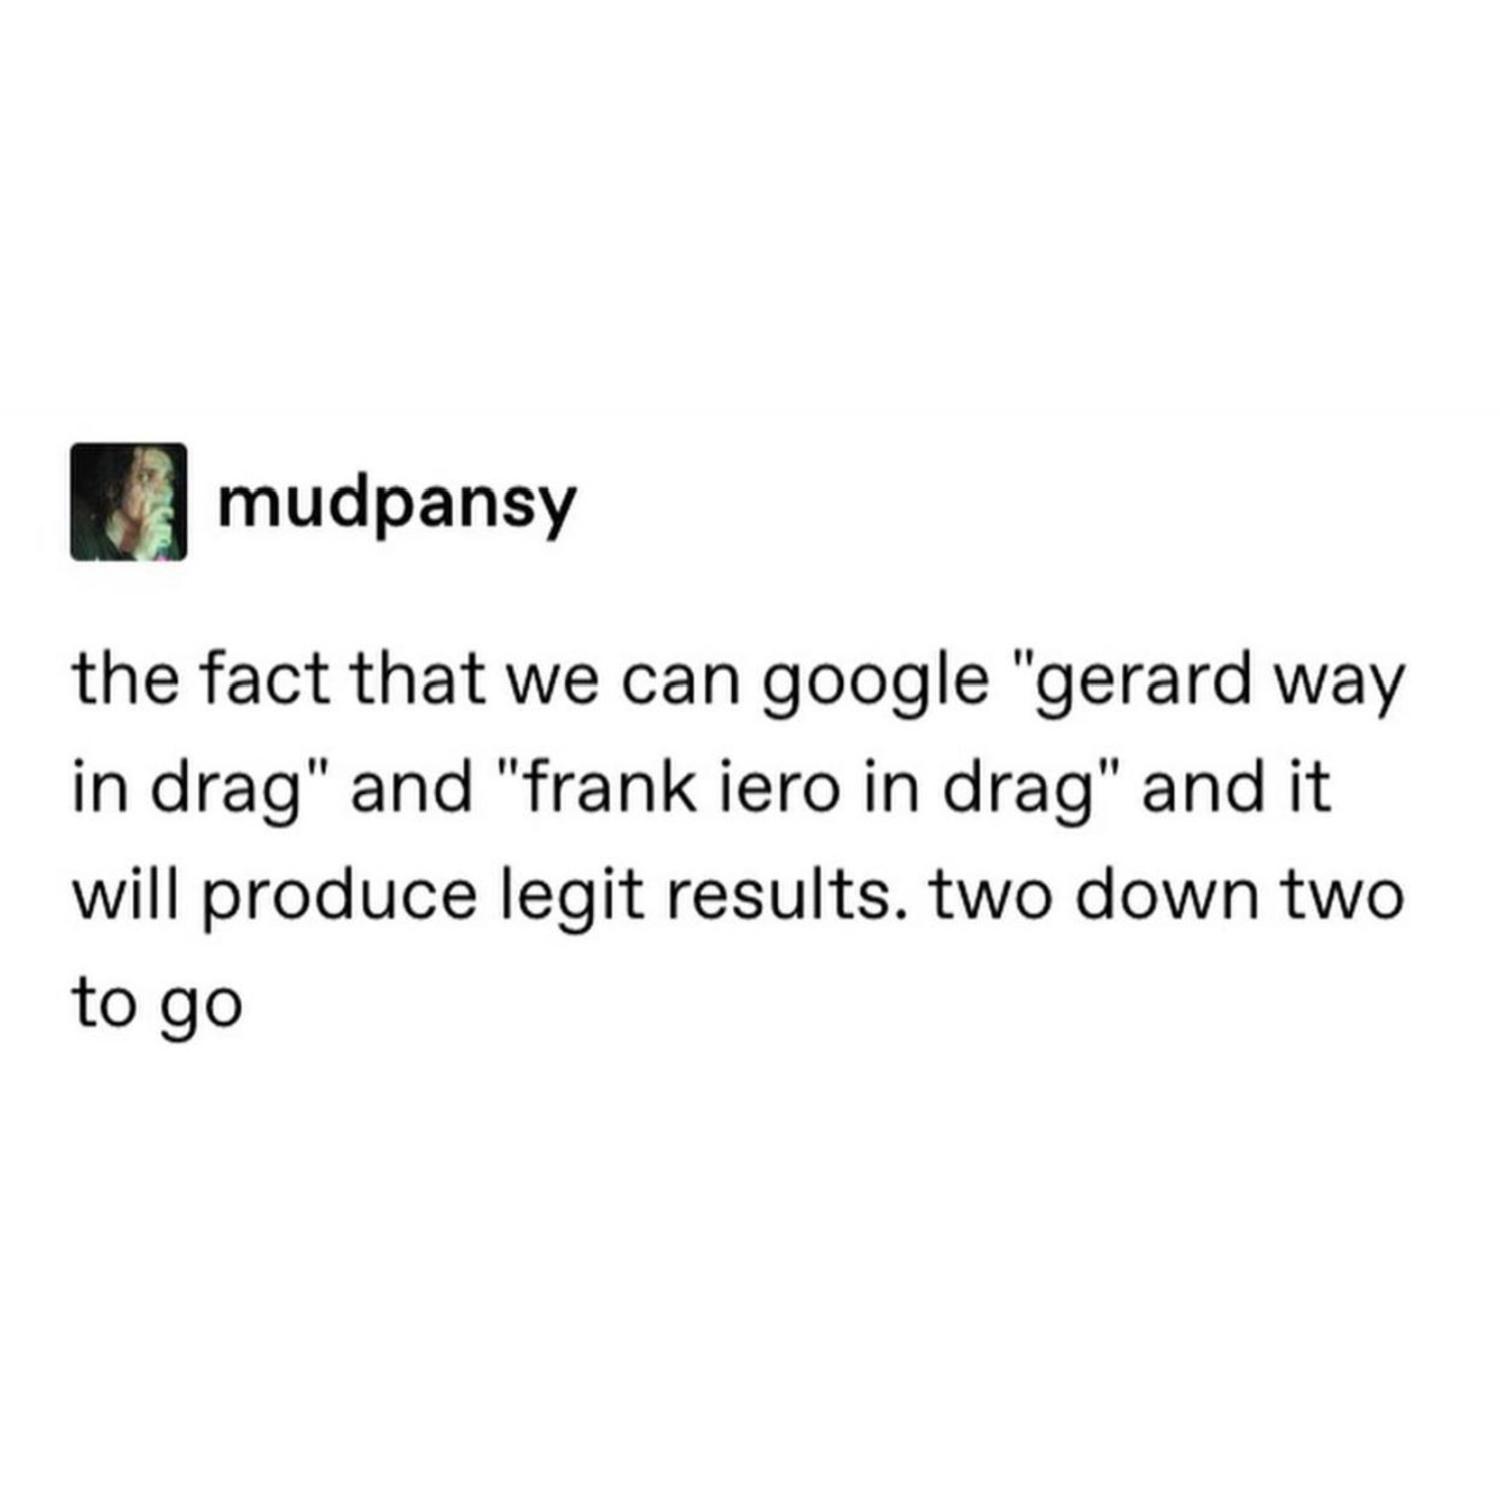 mudpansy
the fact that we can google "gerard way
in drag" and "frank iero in drag" and it
will produce legit results. two down two
to go